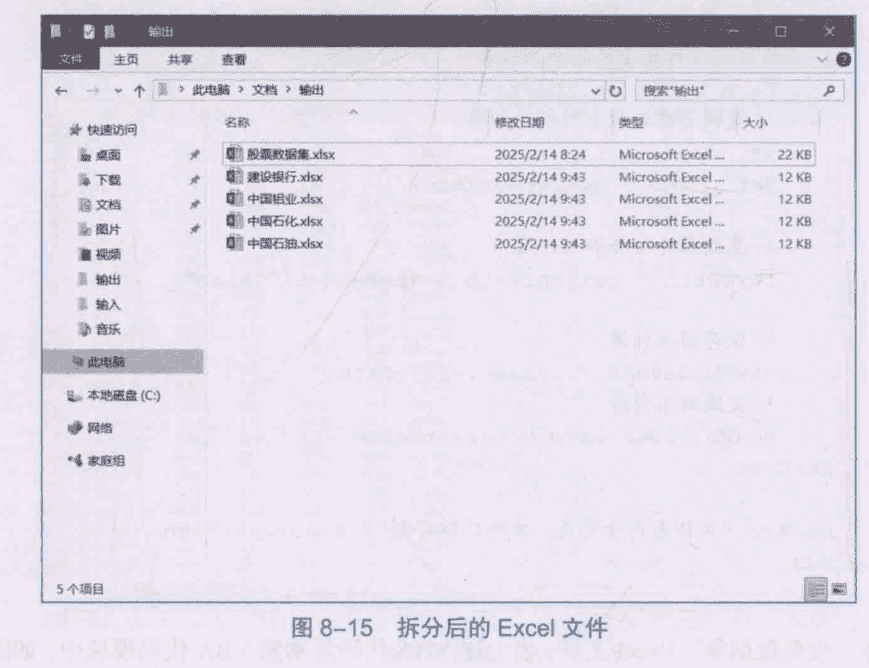 输出
文件 主页 共享 查看
此电脑 > 文档 > 输出 搜索"输出"
名称 修改日期 类型 大小
快速访问
桌面
下载
文档
图片
视频
输出
输入
音乐
此电脑
本地磁盘 (C:)
网络
家庭组
股票数据集.xlsx 2025/2/14 8:24 Microsoft Excel ... 22 KB
建设银行.xlsx 2025/2/14 9:43 Microsoft Excel ... 12 KB
中国铝业.xlsx 2025/2/14 9:43 Microsoft Excel ... 12 KB
中国石化.xlsx 2025/2/14 9:43 Microsoft Excel ... 12 KB
中国石油.xlsx 2025/2/14 9:43 Microsoft Excel ... 12 KB
5 个项目
图 8-15 拆分后的 Excel 文件